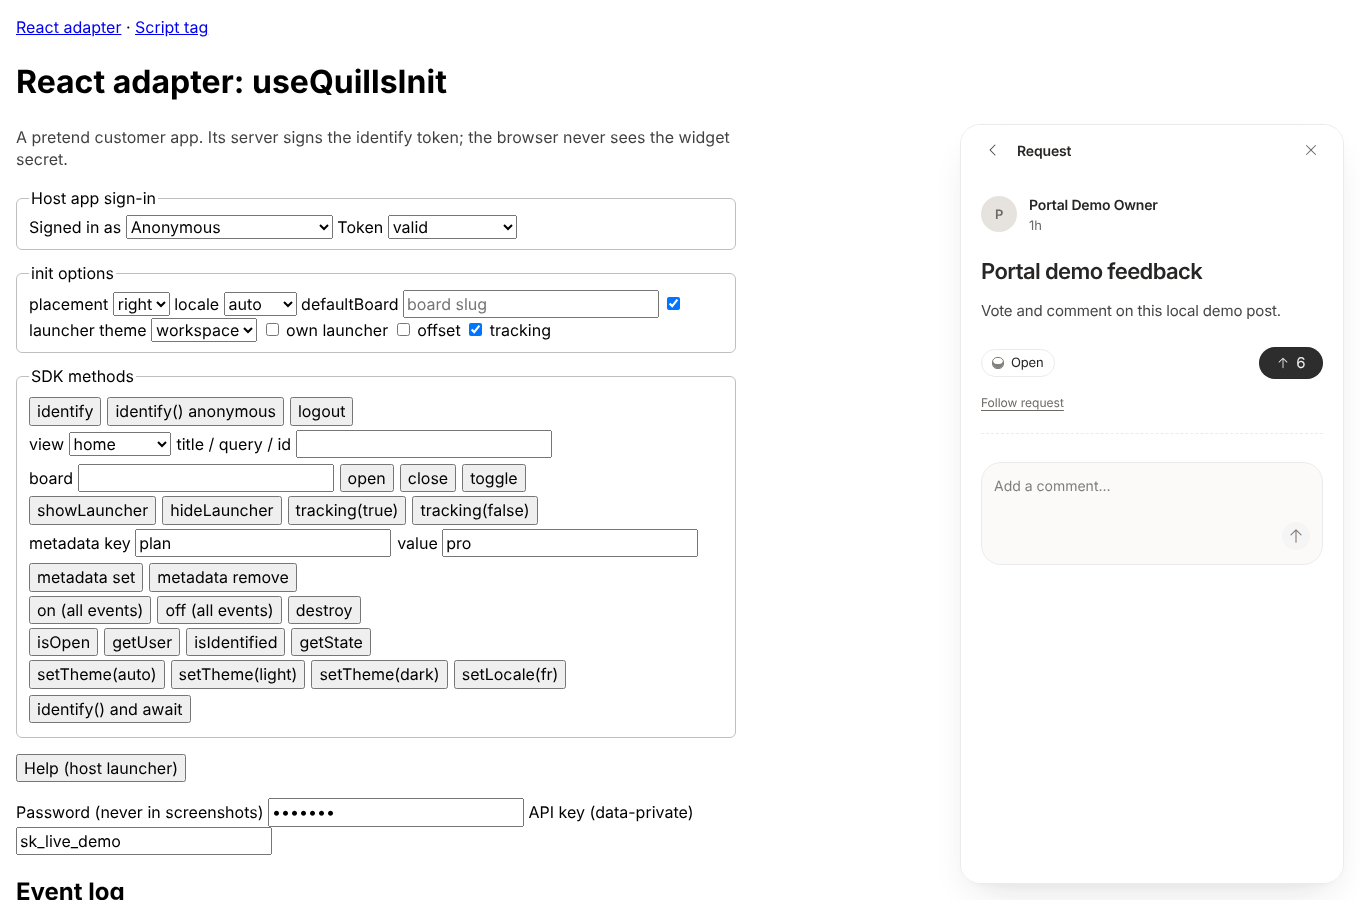 React adapter · Script tag
React adapter: useQuillsInit
A pretend customer app. Its server signs the identify token; the browser never sees the widget
secret.
Host app sign-in
Signed in as Anonymous Token valid
init options
placement right locale auto defaultBoard board slug
launcher theme workspace own launcher offset tracking
SDK methods
identify identify() anonymous logout
view home title / query / id
board open close toggle
showLauncher hideLauncher tracking(true) tracking(false)
metadata key plan value pro
metadata set metadata remove
on (all events) off (all events) destroy
isOpen getUser isIdentified getState
setTheme(auto) setTheme(light) setTheme(dark) setLocale(fr)
identify() and await
Help (host launcher)
Password (never in screenshots) ••••••• API key (data-private)
sk_live_demo
Event log
Request
P
Portal Demo Owner
1h
Portal demo feedback
Vote and comment on this local demo post.
Open
6
Follow request
Add a comment...